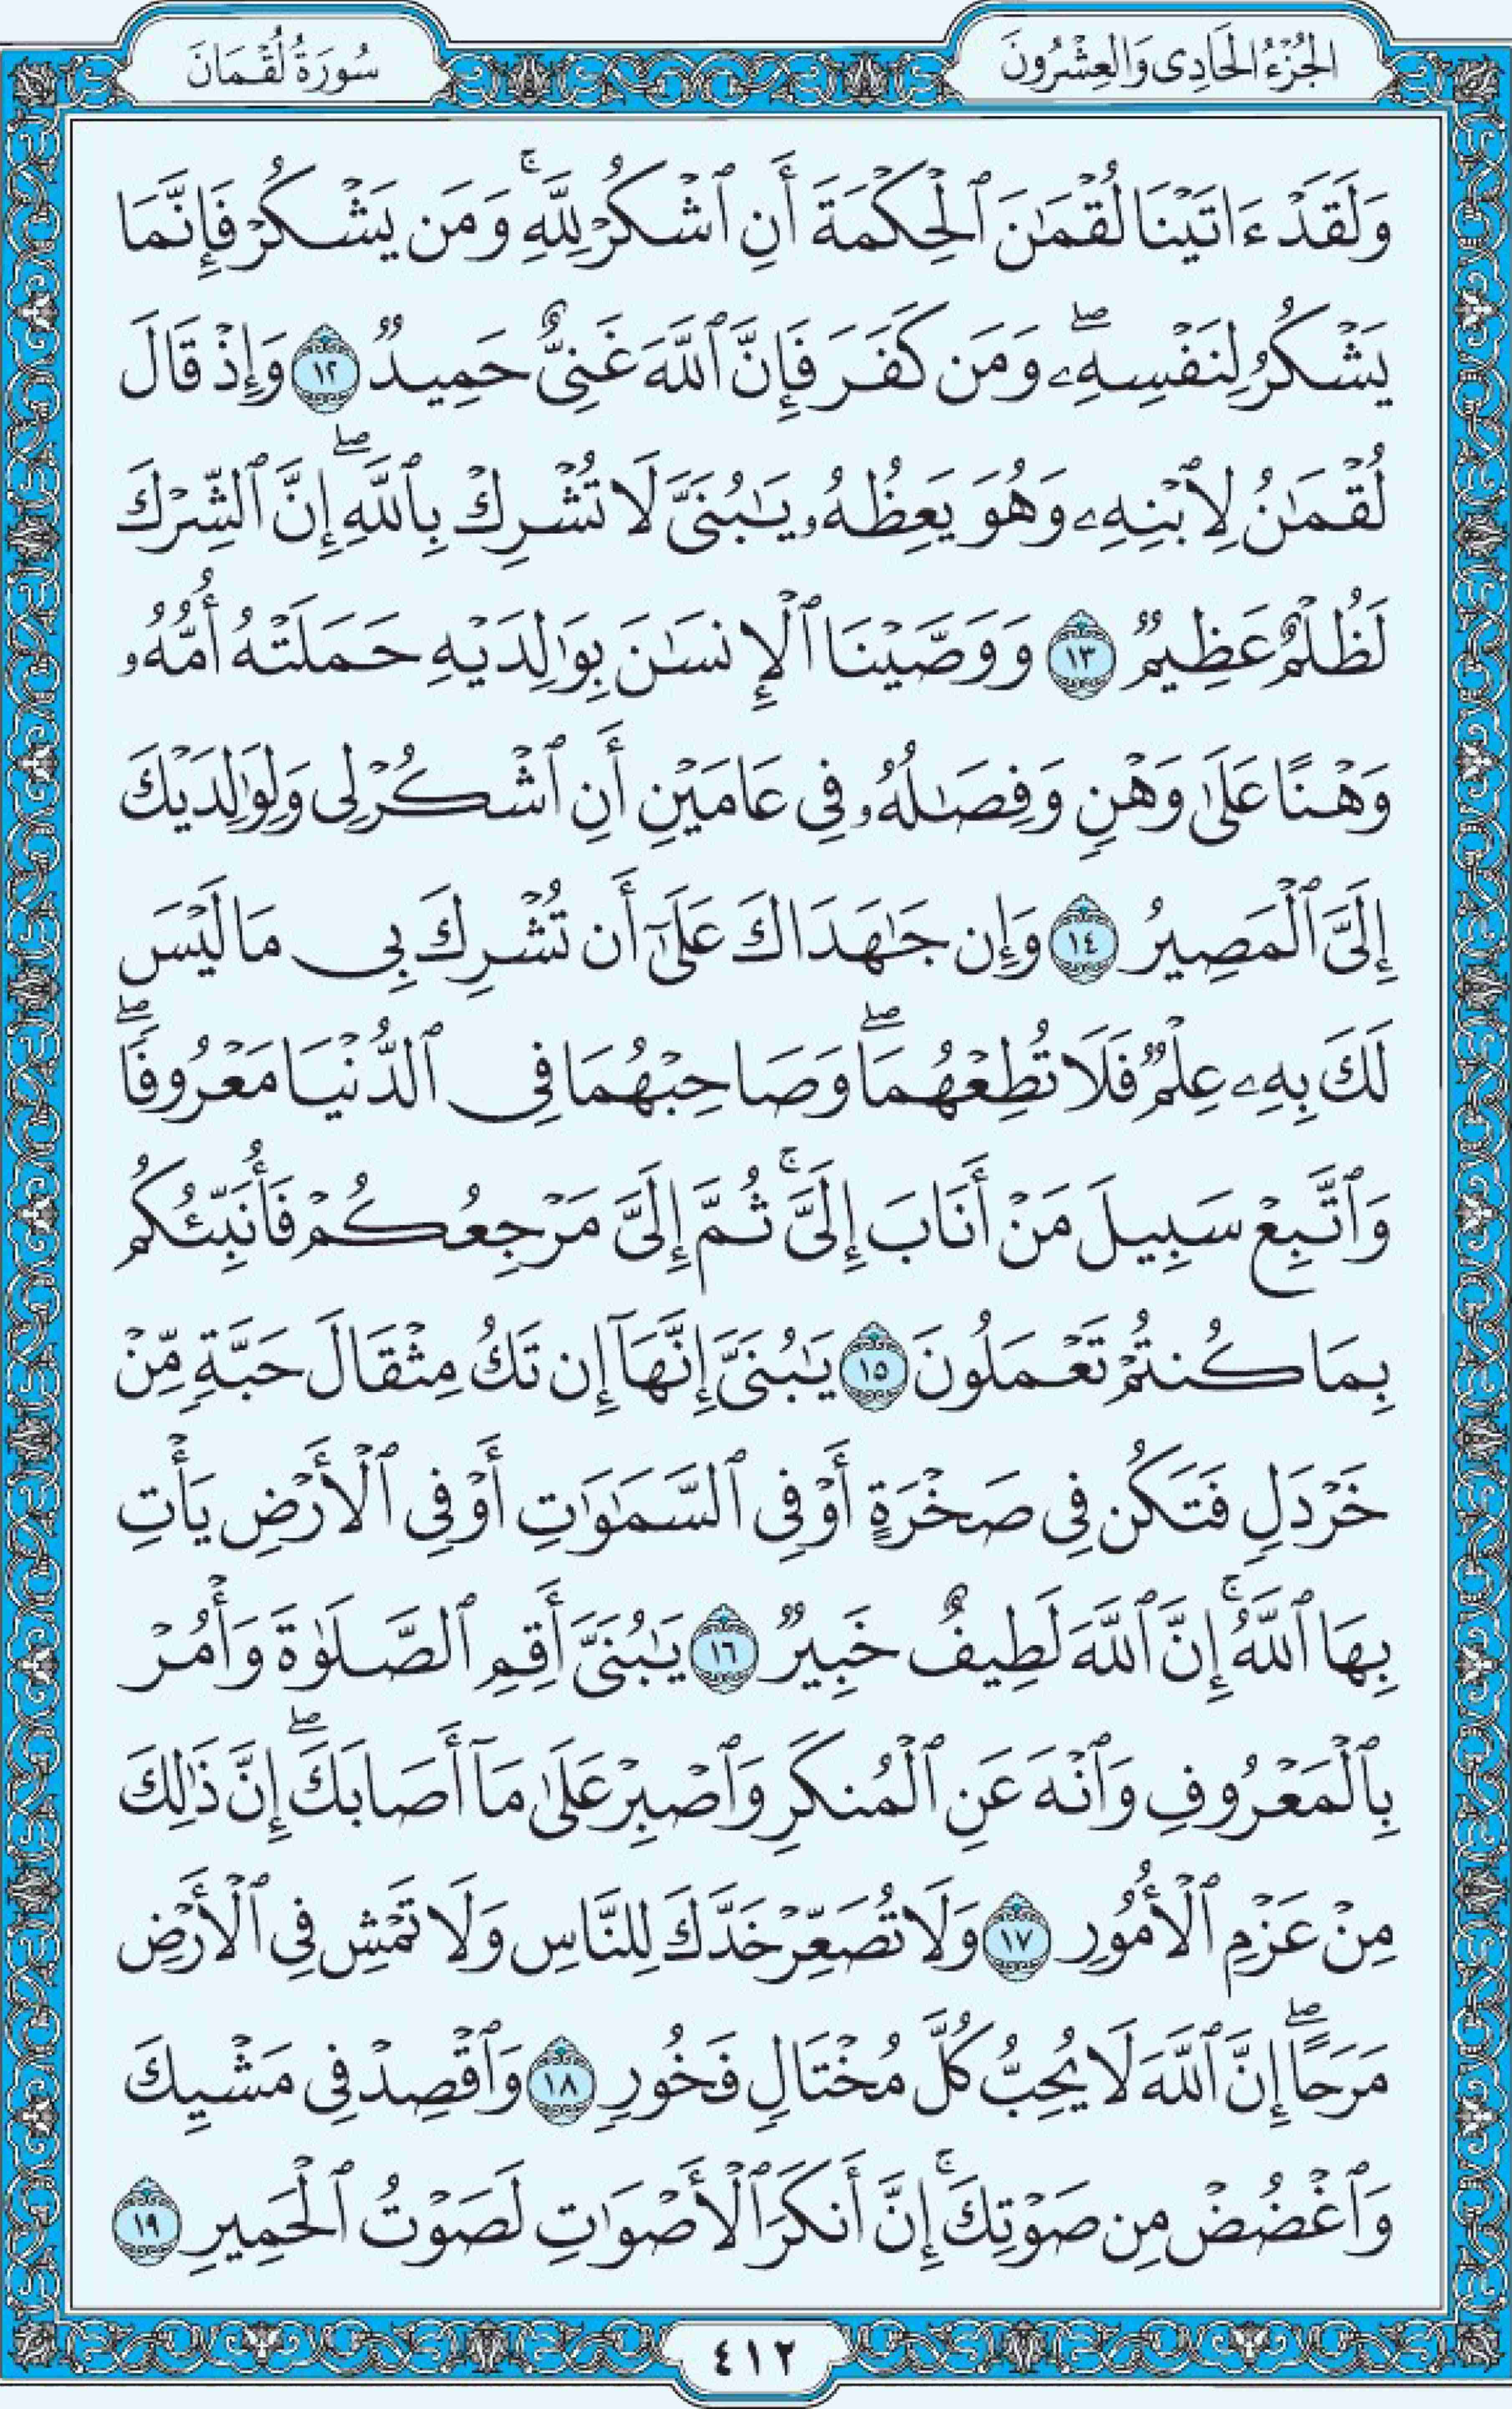 الجُزْءُ الحَادِي وَالعِشْرُونَ
سُورَةُ لُقْمَانَ
وَلَقَدْ ءَاتَيْنَا لُقْمَٰنَ ٱلْحِكْمَةَ أَنِ ٱشْكُرْ لِلَّهِۚ وَمَن يَشْكُرْ فَإِنَّمَا
يَشْكُرُ لِنَفْسِهِۦۖ وَمَن كَفَرَ فَإِنَّ ٱللَّهَ غَنِىٌّ حَمِيدٌ ١٢ وَإِذْ قَالَ
لُقْمَٰنُ لِٱبْنِهِۦ وَهُوَ يَعِظُهُۥ يَٰبُنَىَّ لَا تُشْرِكْ بِٱللَّهِۖ إِنَّ ٱلشِّرْكَ
لَظُلْمٌ عَظِيمٌ ١٣ وَوَصَّيْنَا ٱلْإِنسَٰنَ بِوَٰلِدَيْهِ حَمَلَتْهُ أُمُّهُۥ
وَهْنًا عَلَىٰ وَهْنٍ وَفِصَٰلُهُۥ فِى عَامَيْنِ أَنِ ٱشْكُرْ لِى وَلِوَٰلِدَيْكَ
إِلَىَّ ٱلْمَصِيرُ ١٤ وَإِن جَٰهَدَاكَ عَلَىٰٓ أَن تُشْرِكَ بِى مَا لَيْسَ
لَكَ بِهِۦ عِلْمٌ فَلَا تُطِعْهُمَاۖ وَصَاحِبْهُمَا فِى ٱلدُّنْيَا مَعْرُوفًاۖ
وَٱتَّبِعْ سَبِيلَ مَنْ أَنَابَ إِلَىَّۚ ثُمَّ إِلَىَّ مَرْجِعُكُمْ فَأُنَبِّئُكُم
بِمَا كُنتُمْ تَعْمَلُونَ ١٥ يَٰبُنَىَّ إِنَّهَآ إِن تَكُ مِثْقَالَ حَبَّةٍ مِّنْ
خَرْدَلٍ فَتَكُن فِى صَخْرَةٍ أَوْ فِى ٱلسَّمَٰوَٰتِ أَوْ فِى ٱلْأَرْضِ يَأْتِ
بِهَا ٱللَّهُۚ إِنَّ ٱللَّهَ لَطِيفٌ خَبِيرٌ ١٦ يَٰبُنَىَّ أَقِمِ ٱلصَّلَوٰةَ وَأْمُرْ
بِٱلْمَعْرُوفِ وَٱنْهَ عَنِ ٱلْمُنكَرِ وَٱصْبِرْ عَلَىٰ مَآ أَصَابَكَۖ إِنَّ ذَٰلِكَ
مِنْ عَزْمِ ٱلْأُمُورِ ١٧ وَلَا تُصَعِّرْ خَدَّكَ لِلنَّاسِ وَلَا تَمْشِ فِى ٱلْأَرْضِ
مَرَحًاۖ إِنَّ ٱللَّهَ لَا يُحِبُّ كُلَّ مُخْتَالٍ فَخُورٍ ١٨ وَٱقْصِدْ فِى مَشْيِكَ
وَٱغْضُضْ مِن صَوْتِكَۚ إِنَّ أَنكَرَ ٱلْأَصْوَٰتِ لَصَوْتُ ٱلْحَمِيرِ ١٩
٤١٢